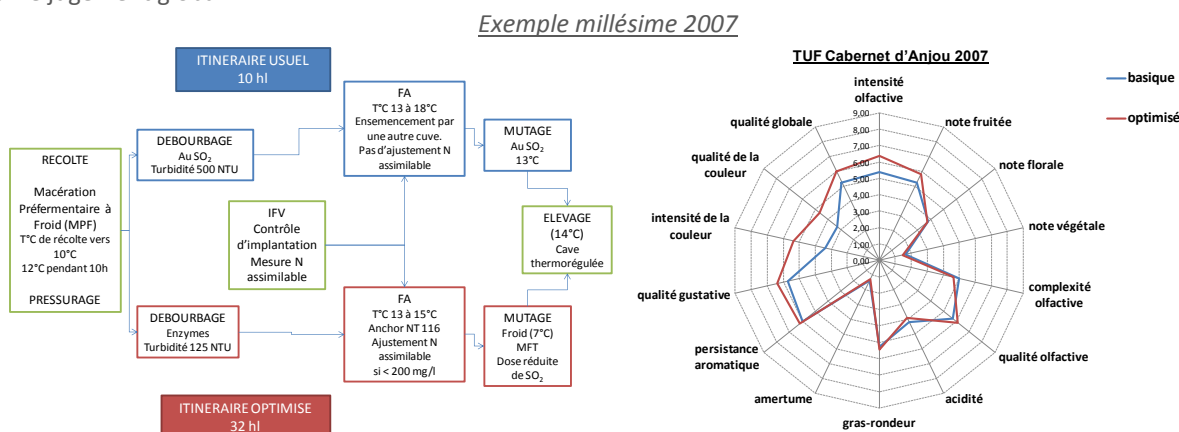 Exemple millésime 2007
ITINERAIRE USUEL
10 hl
RECOLTE
Macération
Préfermentaire à
Froid (MPF)
T°C de récolte vers
10°C
12°C pendant 10h
PRESSURAGE
DEBOURBAGE
Au SO₂
Turbidité 500 NTU
FA
T°C 13 à 18°C
Ensemencement par
une autre cuve.
Pas d'ajustement N
assimilable
MUTAGE
Au SO₂
13°C
IFV
Contrôle
d'implantation
Mesure N
assimilable
ELEVAGE
(14°C)
Cave
thermorégulée
DEBOURBAGE
Enzymes
Turbidité 125 NTU
FA
T°C 13 à 15°C
Anchor NT 116
Ajustement N
assimilable
si < 200 mg/l
MUTAGE
Froid (7°C)
MFT
Dose réduite
de SO₂
ITINERAIRE OPTIMISE
32 hl
TUF Cabernet d'Anjou 2007
basique
optimisé
intensité
olfactive
note fruitée
note florale
note végétale
complexité
olfactive
qualité olfactive
acidité
gras-rondeur
amertume
persistance
aromatique
qualité gustative
intensité de la
couleur
qualité de la
couleur
qualité globale
9,00
8,00
7,00
6,00
5,00
4,00
3,00
2,00
1,00
0,00